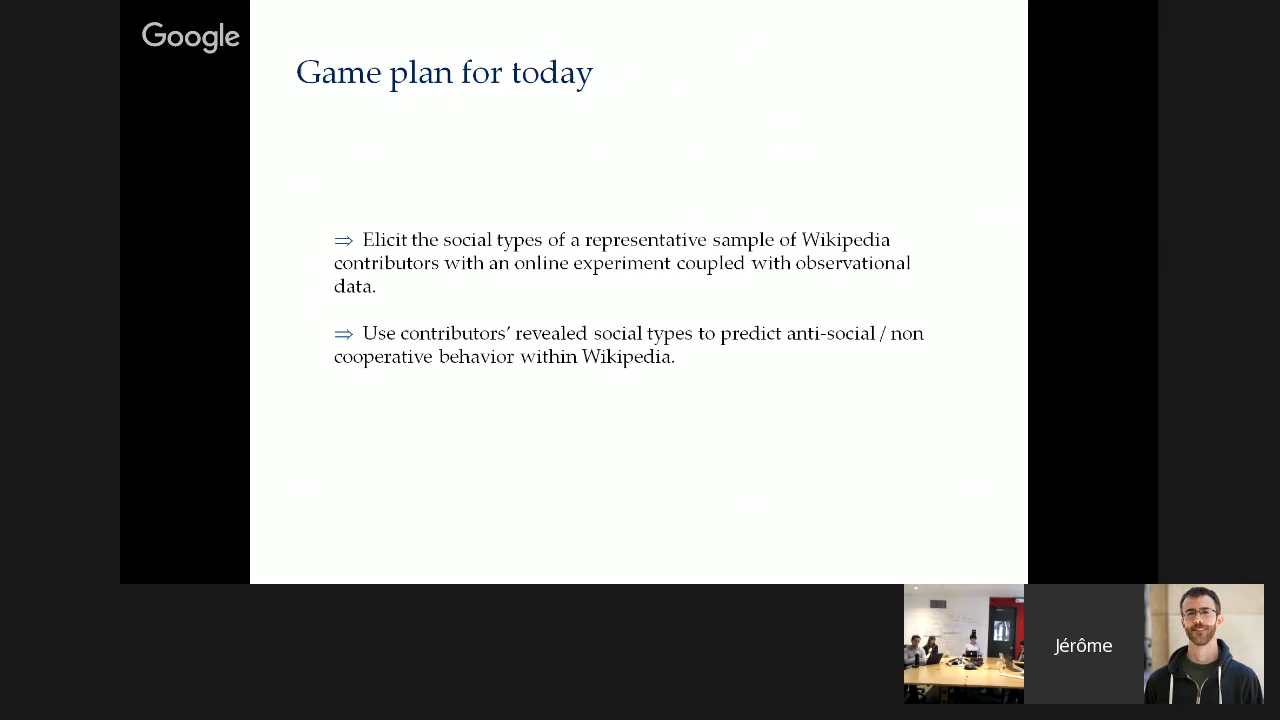 Google
Game plan for today
⇒ Elicit the social types of a representative sample of Wikipedia
contributors with an online experiment coupled with observational
data.
⇒ Use contributors’ revealed social types to predict anti-social / non
cooperative behavior within Wikipedia.
Jérôme